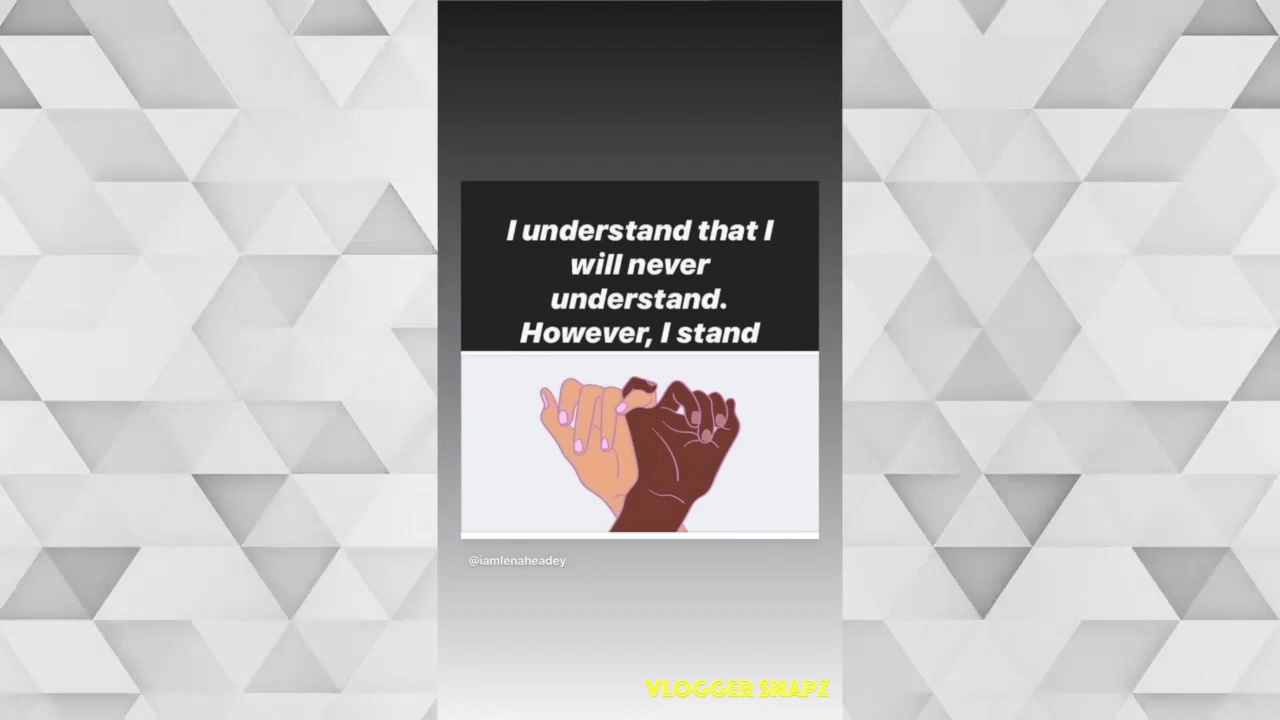 I understand that I
will never
understand.
However, I stand
@iamlenaheadey
VLOGGER SNAPZ